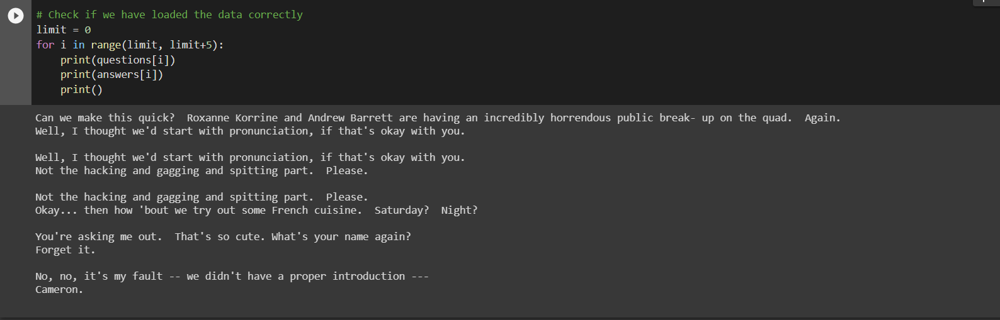 # Check if we have loaded the data correctly
limit = 0
for i in range(limit, limit+5):
    print(questions[i])
    print(answers[i])
    print()
Can we make this quick?  Roxanne Korrine and Andrew Barrett are having an incredibly horrendous public break- up on the quad.  Again.
Well, I thought we'd start with pronunciation, if that's okay with you.

Well, I thought we'd start with pronunciation, if that's okay with you.
Not the hacking and gagging and spitting part.  Please.

Not the hacking and gagging and spitting part.  Please.
Okay... then how 'bout we try out some French cuisine.  Saturday?  Night?

You're asking me out.  That's so cute. What's your name again?
Forget it.

No, no, it's my fault -- we didn't have a proper introduction ---
Cameron.